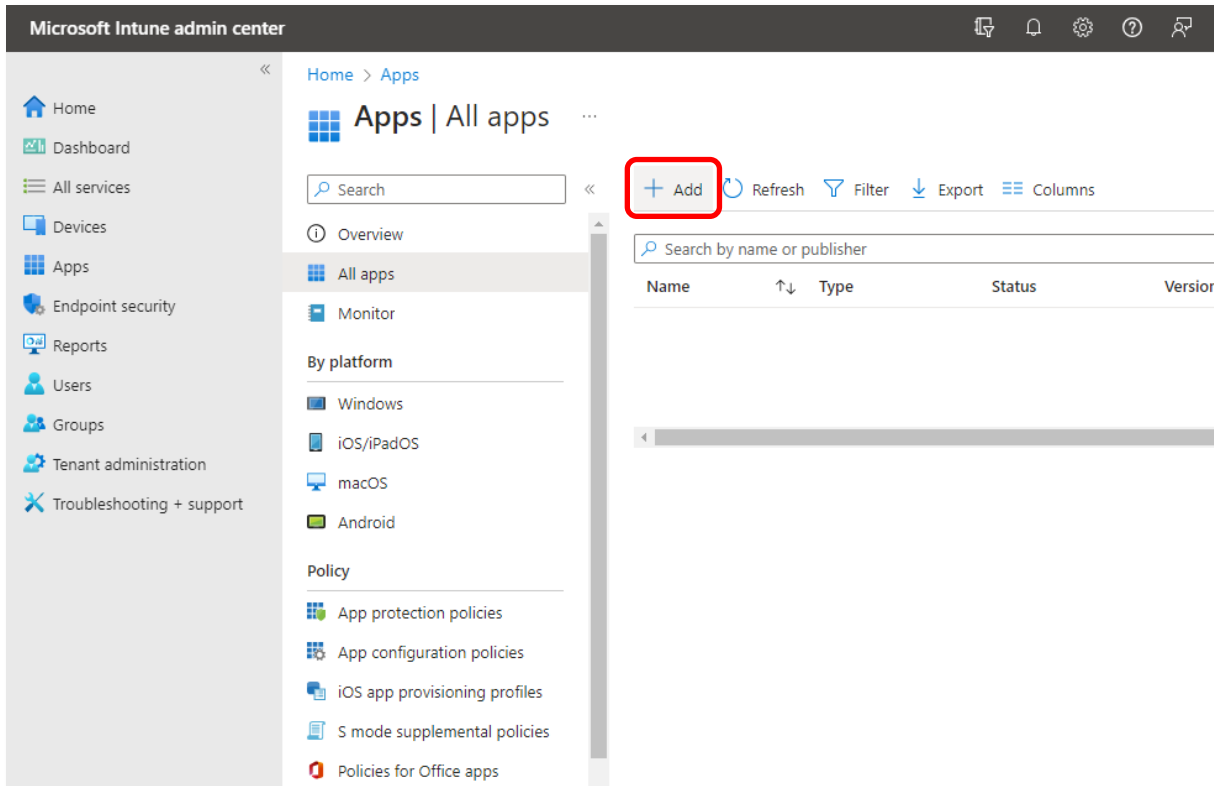 Microsoft Intune admin center
Home
Dashboard
All services
Devices
Apps
Endpoint security
Reports
Users
Groups
Tenant administration
Troubleshooting + support
Home > Apps
Apps | All apps ...
Search
Overview
All apps
Monitor
By platform
Windows
iOS/iPadOS
macOS
Android
Policy
App protection policies
App configuration policies
iOS app provisioning profiles
S mode supplemental policies
Policies for Office apps
+ Add Refresh Filter Export Columns
Search by name or publisher
Name Type Status Version